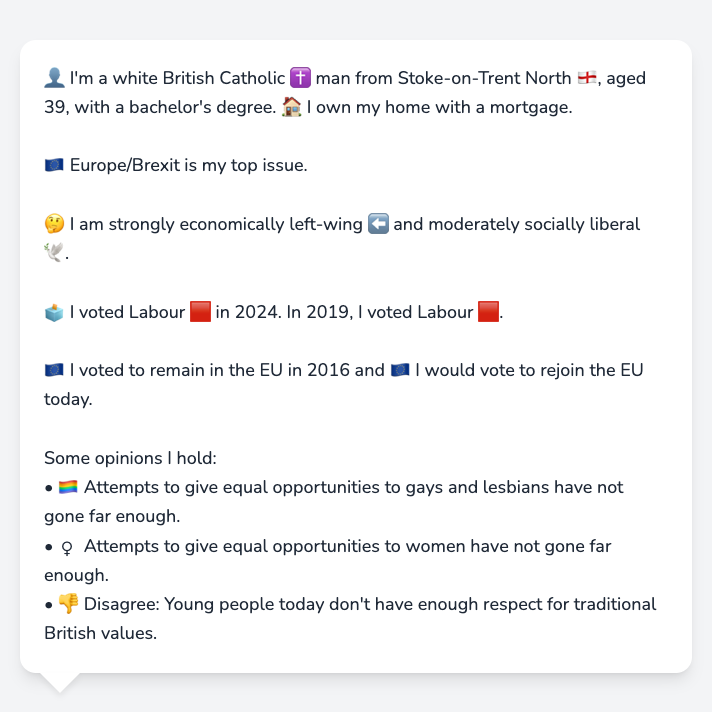 👤 I'm a white British Catholic ✝️ man from Stoke-on-Trent North 🏴󠁧󠁢󠁥󠁮󠁧󠁿, aged
39, with a bachelor's degree. 🏠 I own my home with a mortgage.
🇪🇺 Europe/Brexit is my top issue.
🤔 I am strongly economically left-wing ⬅️ and moderately socially liberal
🕊️.
🗳️ I voted Labour 🟥 in 2024. In 2019, I voted Labour 🟥.
🇪🇺 I voted to remain in the EU in 2016 and 🇪🇺 I would vote to rejoin the EU
today.
Some opinions I hold:
• 🏳️‍🌈 Attempts to give equal opportunities to gays and lesbians have not
gone far enough.
• ♀ Attempts to give equal opportunities to women have not gone far
enough.
• 👎 Disagree: Young people today don't have enough respect for traditional
British values.